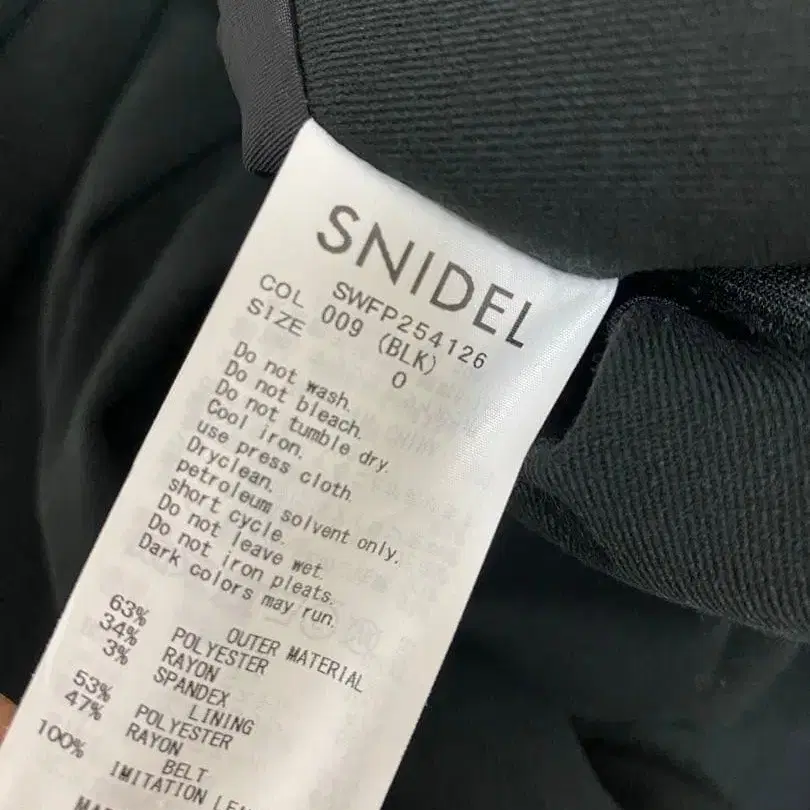 SNIDEL
SWFP254126
COL 009 (BLK)
SIZE 0
Do not wash.
Do not bleach.
Do not tumble dry.
Cool iron.
use press cloth.
Dryclean.
petroleum solvent only.
short cycle.
Do not leave wet.
Do not iron pleats.
Dark colors may run.
OUTER MATERIAL
63% POLYESTER
34% RAYON
3% SPANDEX
LINING
53% POLYESTER
47% RAYON
BELT
100% IMITATION